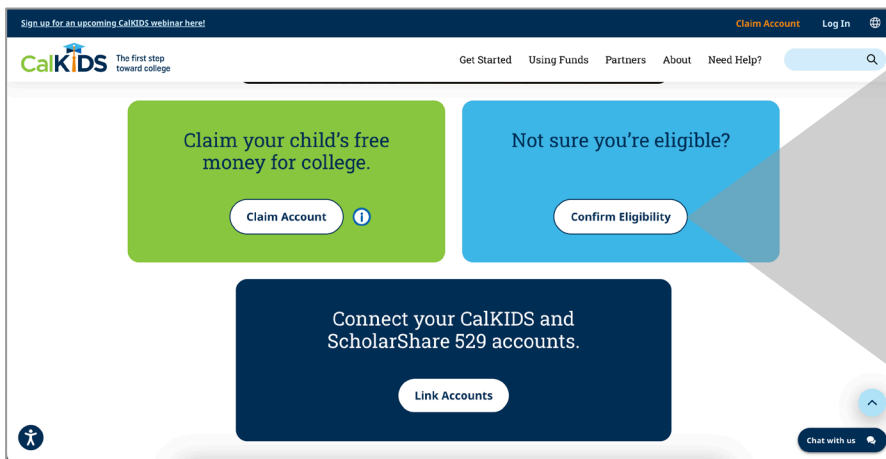 Sign up for an upcoming CalKIDS webinar here!
Claim Account
Log In
CalKIDS
The first step
toward college
Get Started
Using Funds
Partners
About
Need Help?
Claim your child's free
money for college.
Claim Account
i
Not sure you're eligible?
Confirm Eligibility
Connect your CalKIDS and
ScholarShare 529 accounts.
Link Accounts
Chat with us